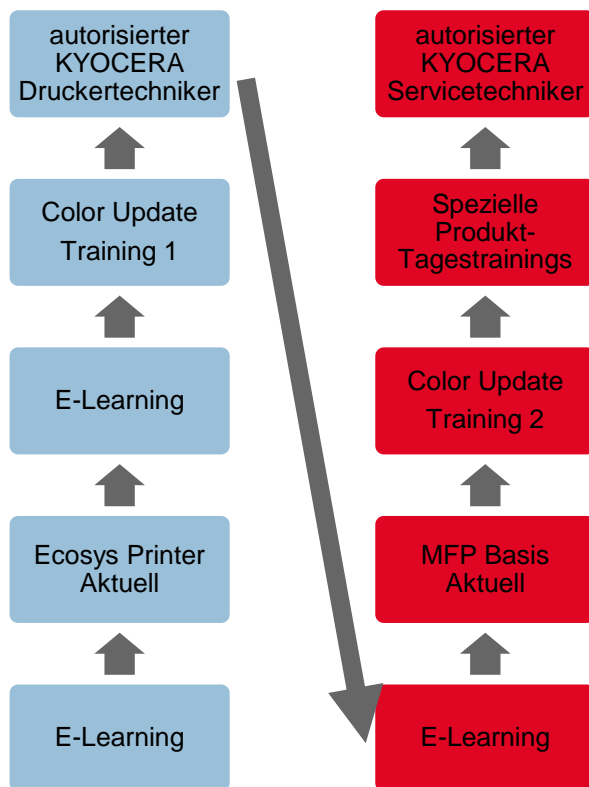 autorisierter
KYOCERA
Druckertechniker
Color Update
Training 1
E-Learning
Ecosys Printer
Aktuell
E-Learning
autorisierter
KYOCERA
Servicetechniker
Spezielle
Produkt-
Tagestrainings
Color Update
Training 2
MFP Basis
Aktuell
E-Learning